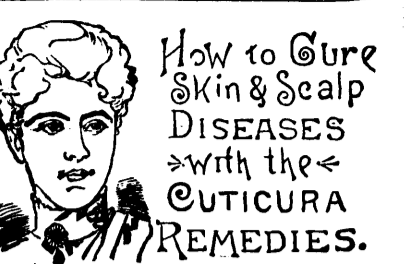 How to Cure
Skin & Scalp
DISEASES
with the
CUTICURA
REMEDIES.